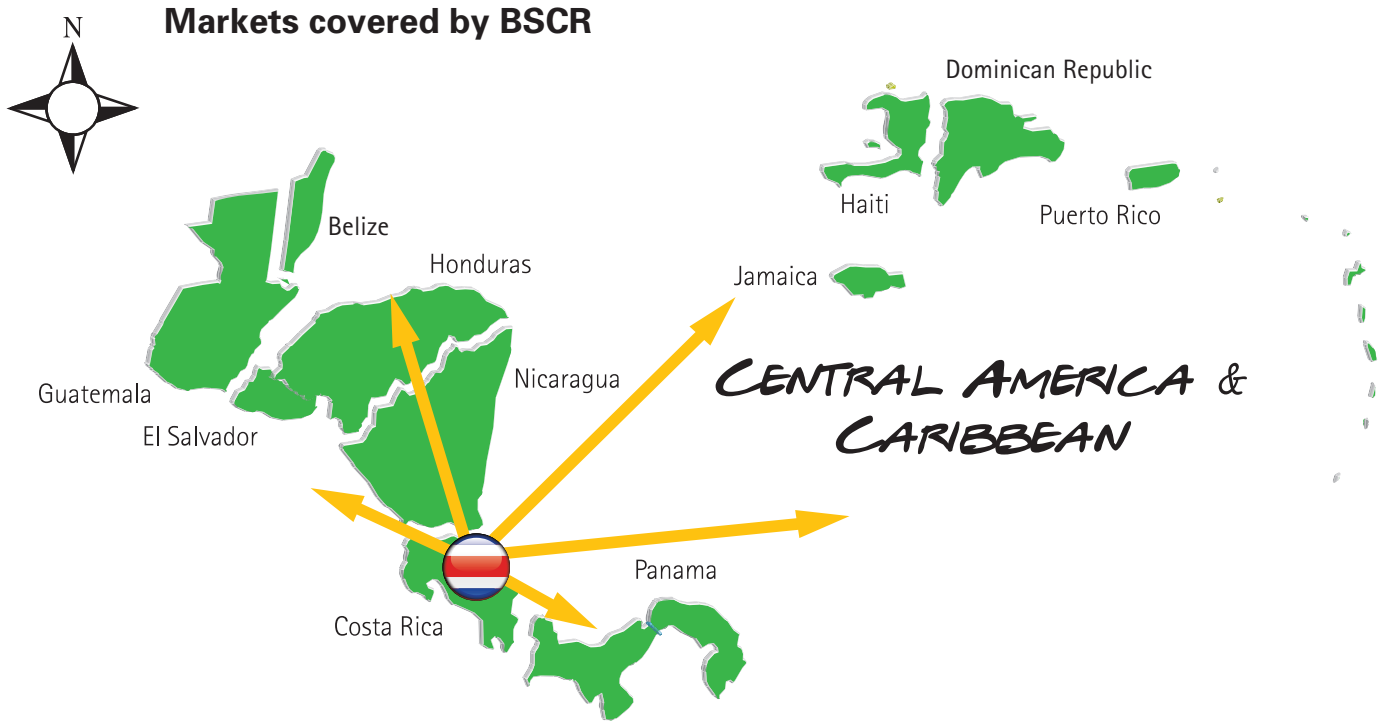 Markets covered by BSCR
N
Dominican Republic
Haiti
Puerto Rico
Belize
Honduras
Jamaica
Nicaragua
Guatemala
El Salvador
CENTRAL AMERICA &
CARIBBEAN
Panama
Costa Rica